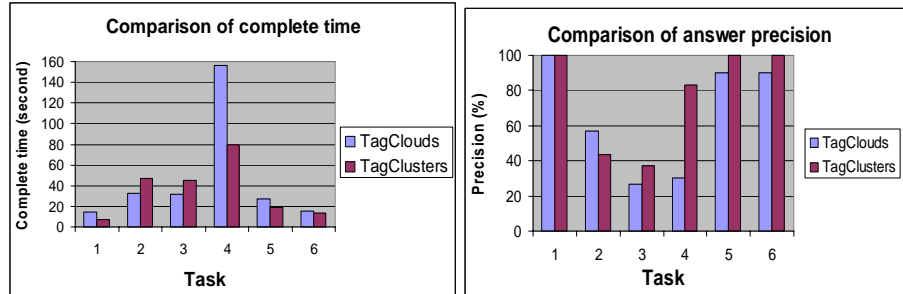 Comparison of complete time
Complete time (second)
160
140
120
100
80
60
40
20
0
1 2 3 4 5 6
Task
TagClouds
TagClusters
Comparison of answer precision
Precision (%)
100
80
60
40
20
0
1 2 3 4 5 6
Task
TagClouds
TagClusters